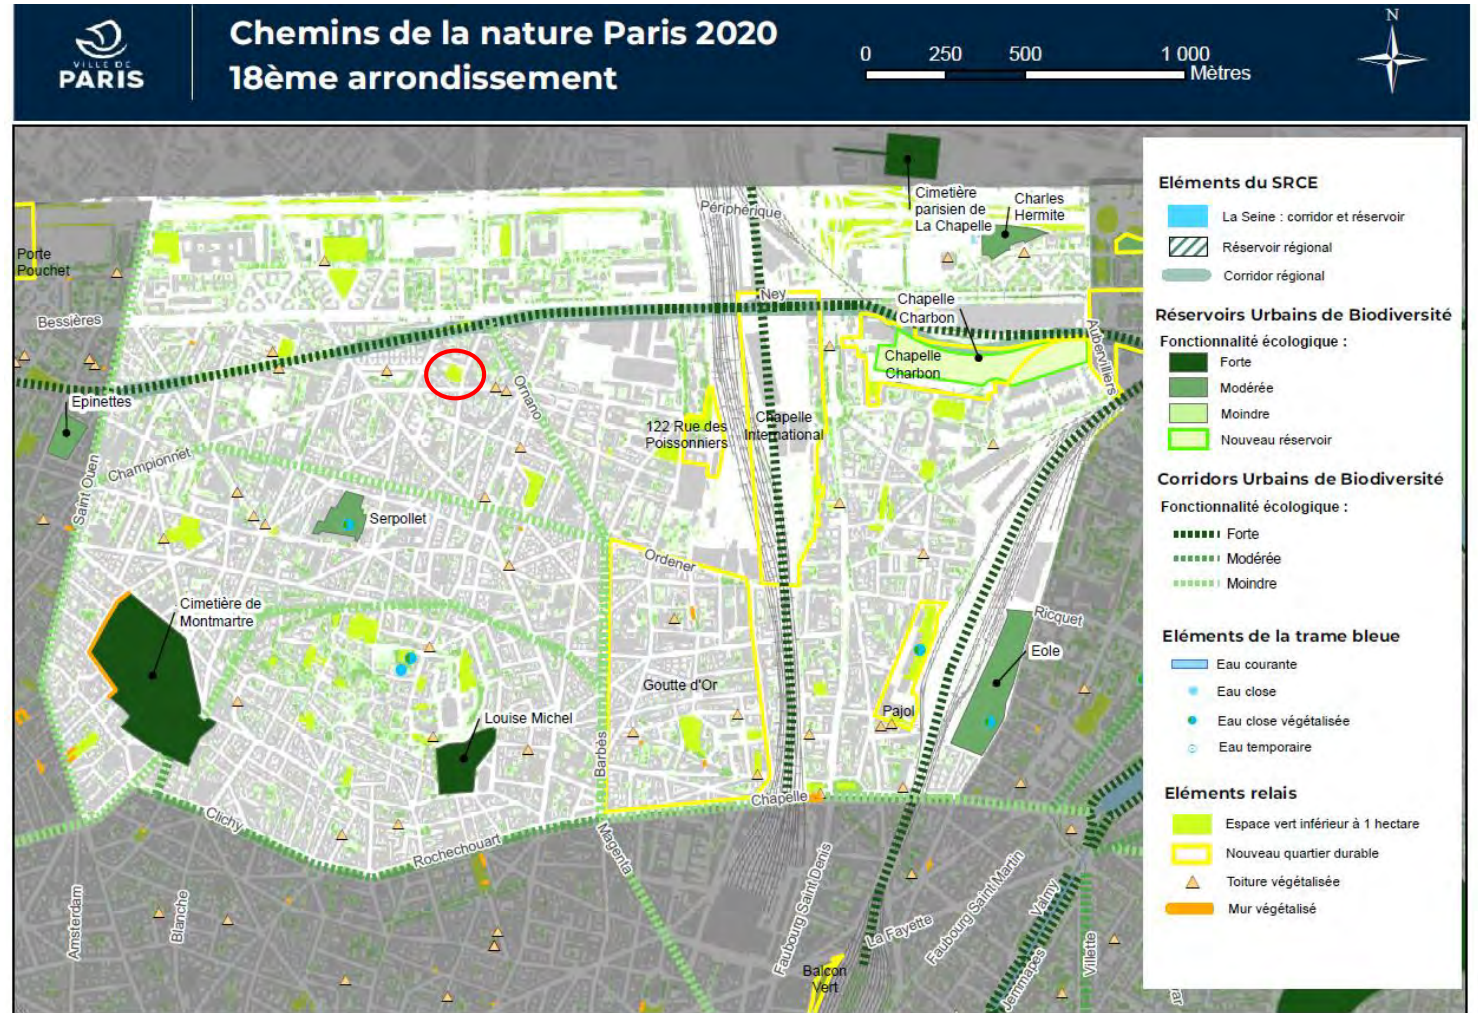 VILLE DE
PARIS
Chemins de la nature Paris 2020
18ème arrondissement
0 250 500 1 000
Mètres
N
Cimetière
parisien de
La Chapelle
Charles
Hermite
Périphérique
Porte
Pouchet
Bessières
Ney
Chapelle
Charbon
Chapelle
Charbon
Aubervilliers
Epinettes
Ornano
122 Rue des
Poissonniers
Chapelle
International
Championnet
Saint Ouen
Serpollet
Ordener
Cimetière de
Montmartre
Ricquet
Eole
Goutte d'Or
Pajol
Louise Michel
Barbès
Chapelle
Clichy
Rochechouart
Magenta
Amsterdam
Blanche
Faubourg Saint-Denis
La Fayette
Faubourg Saint-Martin
Valmy
Jemmapes
Villette
Balcon
Vert
Eléments du SRCE
La Seine : corridor et réservoir
Réservoir régional
Corridor régional
Réservoirs Urbains de Biodiversité
Fonctionnalité écologique :
Forte
Modérée
Moindre
Nouveau réservoir
Corridors Urbains de Biodiversité
Fonctionnalité écologique :
Forte
Modérée
Moindre
Eléments de la trame bleue
Eau courante
Eau close
Eau close végétalisée
Eau temporaire
Eléments relais
Espace vert inférieur à 1 hectare
Nouveau quartier durable
Toiture végétalisée
Mur végétalisé